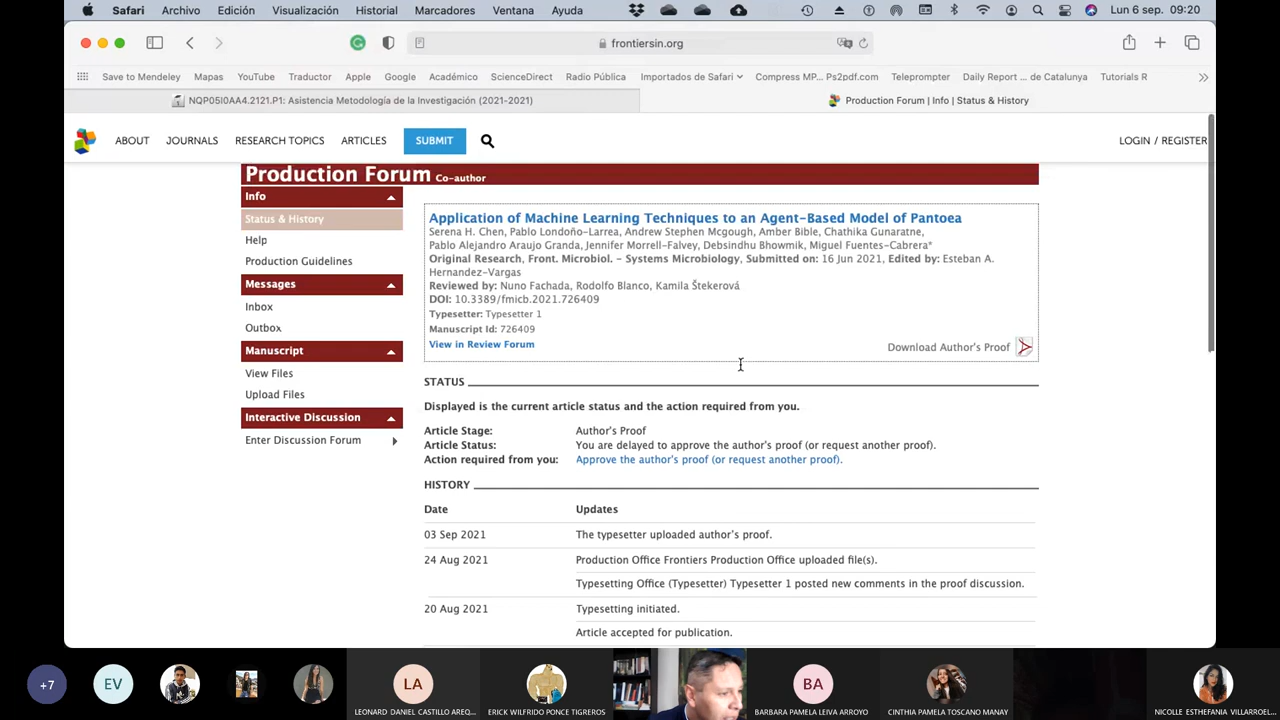 Safari Archivo Edición Visualización Historial Marcadores Ventana Ayuda Lun 6 sep. 09:20
frontiersin.org
Save to Mendeley Mapas YouTube Traductor Apple Google Académico ScienceDirect Radio Pública Importados de Safari Compress MP... Ps2pdf.com Teleprompter Daily Report ... de Catalunya Tutorials R
NQP05I0AA4.2121.P1: Asistencia Metodología de la Investigación (2021-2021)
Production Forum | Info | Status & History
ABOUT JOURNALS RESEARCH TOPICS ARTICLES SUBMIT LOGIN / REGISTER
Production Forum Co-author
Info
Status & History
Help
Production Guidelines
Messages
Inbox
Outbox
Manuscript
View Files
Upload Files
Interactive Discussion
Enter Discussion Forum
Application of Machine Learning Techniques to an Agent-Based Model of Pantoea
Serena H. Chen, Pablo Londoño-Larrea, Andrew Stephen Mcgough, Amber Bible, Chathika Gunaratne,
Pablo Alejandro Araujo Granda, Jennifer Morrell-Falvey, Debsindhu Bhowmik, Miguel Fuentes-Cabrera*
Original Research, Front. Microbiol. - Systems Microbiology, Submitted on: 16 Jun 2021, Edited by: Esteban A.
Hernandez-Vargas
Reviewed by: Nuno Fachada, Rodolfo Blanco, Kamila Štekerová
DOI: 10.3389/fmicb.2021.726409
Typesetter: Typesetter 1
Manuscript Id: 726409
View in Review Forum
Download Author's Proof
STATUS
Displayed is the current article status and the action required from you.
Article Stage: Author's Proof
Article Status: You are delayed to approve the author's proof (or request another proof).
Action required from you: Approve the author's proof (or request another proof).
HISTORY
Date Updates
03 Sep 2021 The typesetter uploaded author's proof.
24 Aug 2021 Production Office Frontiers Production Office uploaded file(s).
Typesetting Office (Typesetter) Typesetter 1 posted new comments in the proof discussion.
20 Aug 2021 Typesetting initiated.
Article accepted for publication.
+7 EV LA BA
LEONARD DANIEL CASTILLO AREQ... ERICK WILFRIDO PONCE TIGREROS BARBARA PAMELA LEIVA ARROYO CINTHIA PAMELA TOSCANO MANAY NICOLLE ESTHEFANIA VILLARROEL...